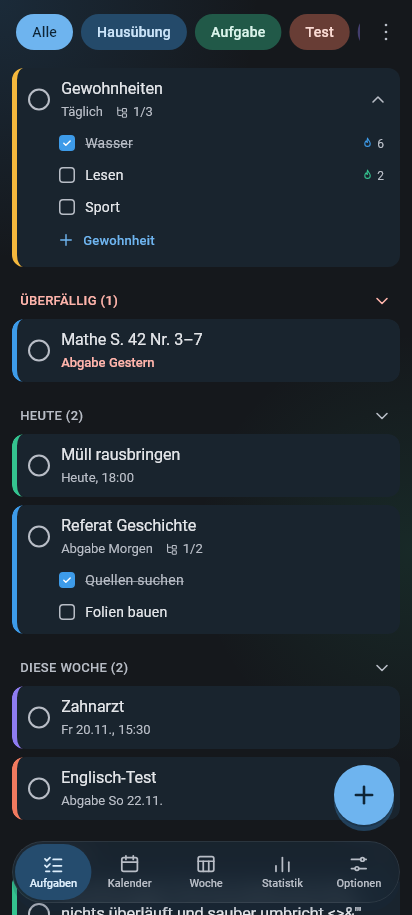 Alle Hausübung Aufgabe Test
Gewohnheiten
Täglich 1/3
Wasser 6
Lesen 2
Sport
+ Gewohnheit
ÜBERFÄLLIG (1)
Mathe S. 42 Nr. 3–7
Abgabe Gestern
HEUTE (2)
Müll rausbringen
Heute, 18:00
Referat Geschichte
Abgabe Morgen 1/2
Quellen suchen
Folien bauen
DIESE WOCHE (2)
Zahnarzt
Fr 20.11., 15:30
Englisch-Test
Abgabe So 22.11.
Aufgaben Kalender Woche Statistik Optionen
nichts überläuft und sauber umbricht <>&"'